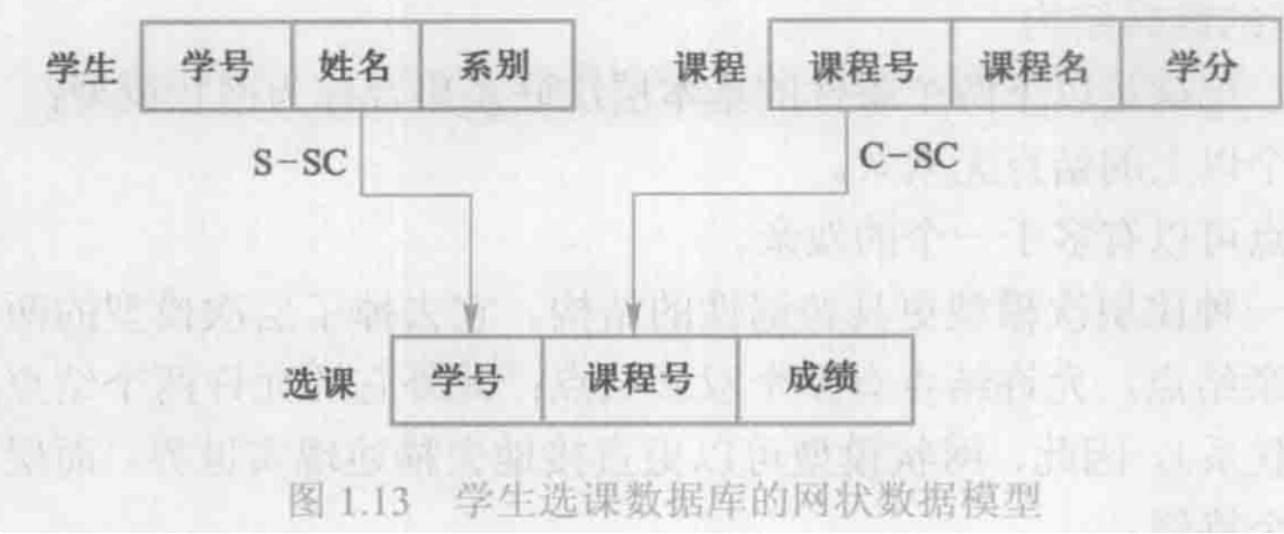 学生 学号 姓名 系别 课程 课程号 课程名 学分
S-SC C-SC
选课 学号 课程号 成绩
图 1.13 学生选课数据库的网状数据模型